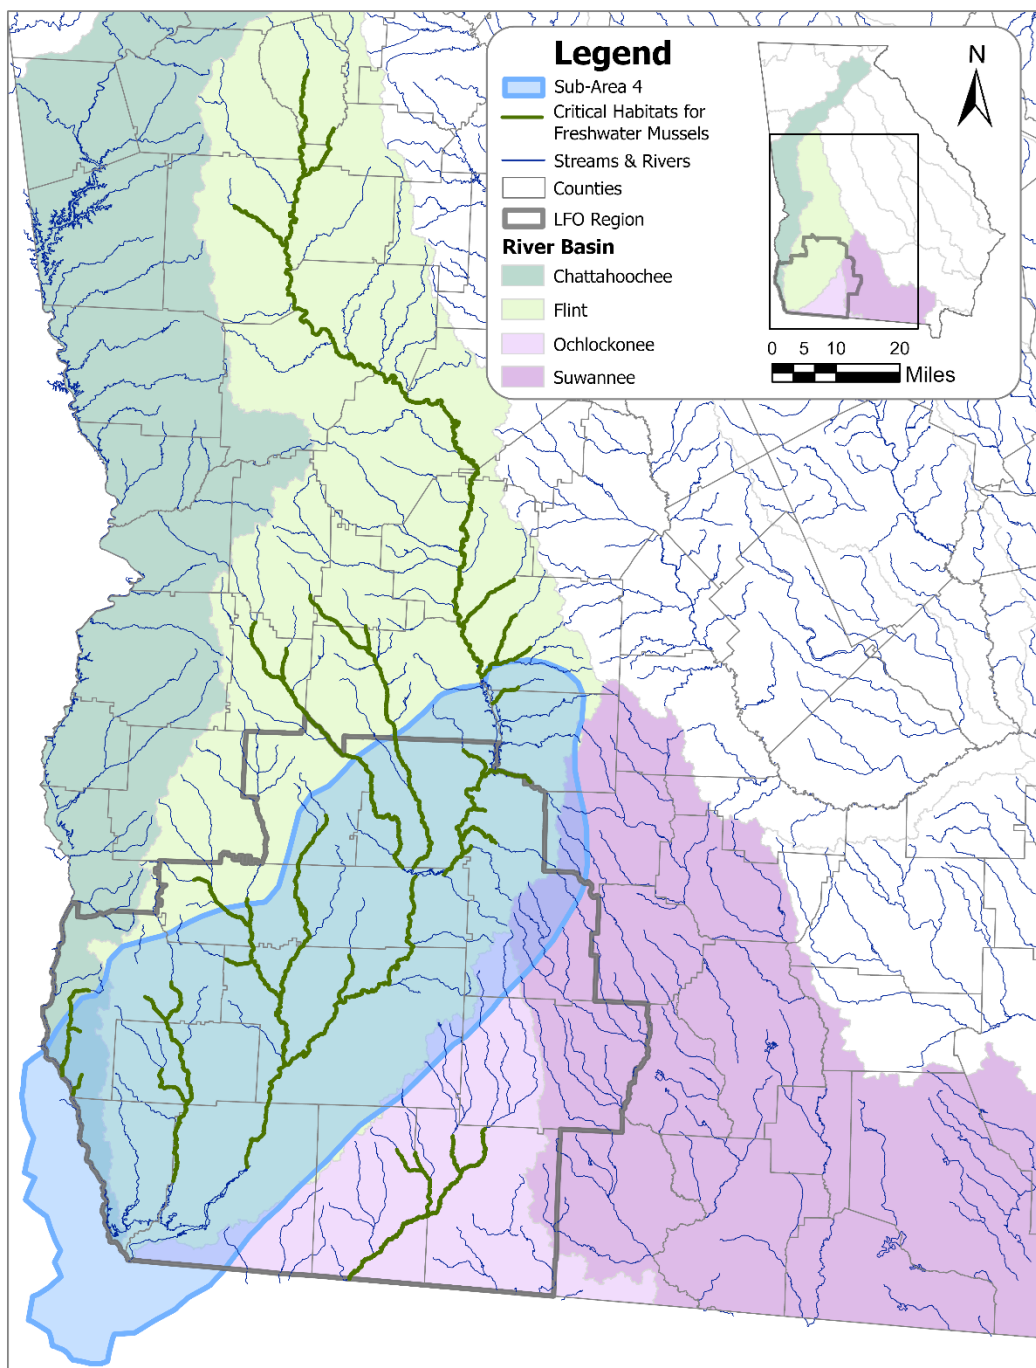 Legend
Sub-Area 4
Critical Habitats for
Freshwater Mussels
Streams & Rivers
Counties
LFO Region
River Basin
Chattahoochee
Flint
Ochlockonee
Suwannee
N
0 5 10 20
Miles